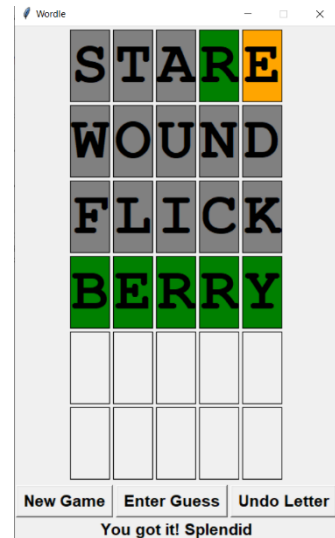 Wordle
STARE
WOUND
FLICK
BERRY
New Game Enter Guess Undo Letter
You got it! Splendid